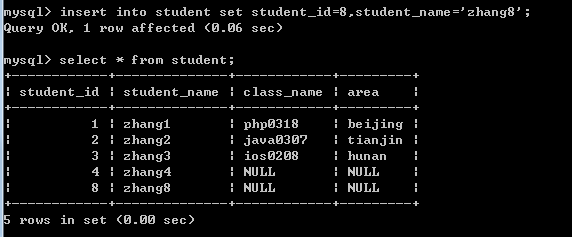 mysql> insert into student set student_id=8,student_name='zhang8';
Query OK, 1 row affected (0.06 sec)
mysql> select * from student;
+------------+--------------+------------+---------+
| student_id | student_name | class_name | area    |
+------------+--------------+------------+---------+
|          1 | zhang1       | php0318    | beijing |
|          2 | zhang2       | java0307   | tianjin |
|          3 | zhang3       | ios0208    | hunan   |
|          4 | zhang4       | NULL       | NULL    |
|          8 | zhang8       | NULL       | NULL    |
+------------+--------------+------------+---------+
5 rows in set (0.00 sec)